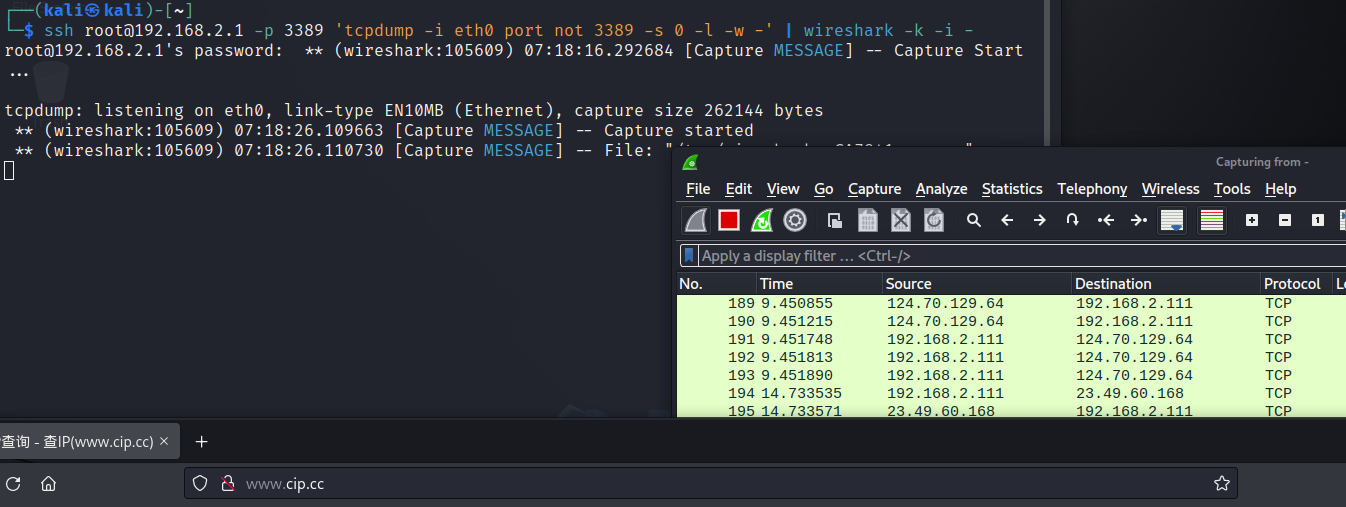 ┌──(kali㉿kali)-[~]
└─$ ssh root@192.168.2.1 -p 3389 'tcpdump -i eth0 port not 3389 -s 0 -l -w -' | wireshark -k -i -
root@192.168.2.1's password:  ** (wireshark:105609) 07:18:16.292684 [Capture MESSAGE] -- Capture Start
...
tcpdump: listening on eth0, link-type EN10MB (Ethernet), capture size 262144 bytes
** (wireshark:105609) 07:18:26.109663 [Capture MESSAGE] -- Capture started
** (wireshark:105609) 07:18:26.110730 [Capture MESSAGE] -- File:
Capturing from -
File Edit View Go Capture Analyze Statistics Telephony Wireless Tools Help
Apply a display filter ... <Ctrl-/>
No. Time Source Destination Protocol
189 9.450855 124.70.129.64 192.168.2.111 TCP
190 9.451215 124.70.129.64 192.168.2.111 TCP
191 9.451748 192.168.2.111 124.70.129.64 TCP
192 9.451813 192.168.2.111 124.70.129.64 TCP
193 9.451890 192.168.2.111 124.70.129.64 TCP
194 14.733535 192.168.2.111 23.49.60.168 TCP
195 14.733571 23.49.60.168 192.168.2.111 TCP
查询 - 查IP(www.cip.cc)
www.cip.cc